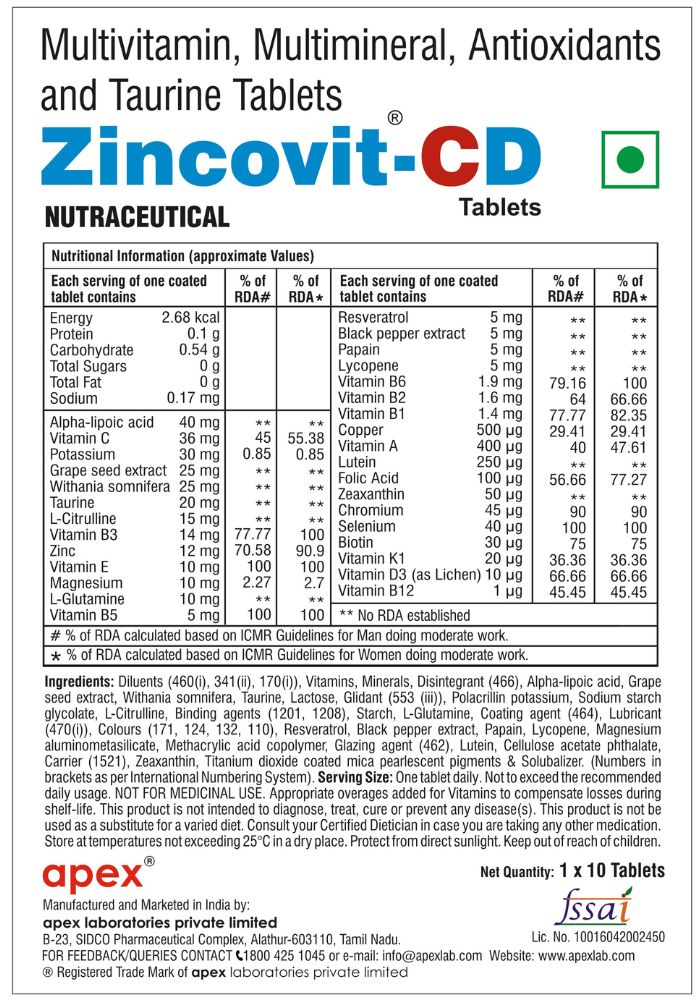 Multivitamin, Multimineral, Antioxidants
and Taurine Tablets
Zincovit®-CD
Tablets
NUTRACEUTICAL
Nutritional Information (approximate Values)
Each serving of one coated tablet contains % of RDA# % of RDA*
Energy 2.68 kcal
Protein 0.1 g
Carbohydrate 0.54 g
Total Sugars 0 g
Total Fat 0 g
Sodium 0.17 mg
Alpha-lipoic acid 40 mg ** **
Vitamin C 36 mg 45 55.38
Potassium 30 mg 0.85 0.85
Grape seed extract 25 mg ** **
Withania somnifera 25 mg ** **
Taurine 20 mg ** **
L-Citrulline 15 mg ** **
Vitamin B3 14 mg 77.77 100
Zinc 12 mg 70.58 90.9
Vitamin E 10 mg 100 100
Magnesium 10 mg 2.27 2.7
L-Glutamine 10 mg ** **
Vitamin B5 5 mg 100 100
Each serving of one coated tablet contains % of RDA# % of RDA*
Resveratrol 5 mg ** **
Black pepper extract 5 mg ** **
Papain 5 mg ** **
Lycopene 5 mg ** **
Vitamin B6 1.9 mg 79.16 100
Vitamin B2 1.6 mg 64 66.66
Vitamin B1 1.4 mg 77.77 82.35
Copper 500 µg 29.41 29.41
Vitamin A 400 µg 40 47.61
Lutein 250 µg ** **
Folic Acid 100 µg 56.66 77.27
Zeaxanthin 50 µg ** **
Chromium 45 µg 90 90
Selenium 40 µg 100 100
Biotin 30 µg 75 75
Vitamin K1 20 µg 36.36 36.36
Vitamin D3 (as Lichen) 10 µg 66.66 66.66
Vitamin B12 1 µg 45.45 45.45
** No RDA established
# % of RDA calculated based on ICMR Guidelines for Man doing moderate work.
* % of RDA calculated based on ICMR Guidelines for Women doing moderate work.
Ingredients: Diluents (460(i), 341(ii), 170(i)), Vitamins, Minerals, Disintegrant (466), Alpha-lipoic acid, Grape
seed extract, Withania somnifera, Taurine, Lactose, Glidant (553 (iii)), Polacrillin potassium, Sodium starch
glycolate, L-Citrulline, Binding agents (1201, 1208), Starch, L-Glutamine, Coating agent (464), Lubricant
(470(i)), Colours (171, 124, 132, 110), Resveratrol, Black pepper extract, Papain, Lycopene, Magnesium
aluminometasilicate, Methacrylic acid copolymer, Glazing agent (462), Lutein, Cellulose acetate phthalate,
Carrier (1521), Zeaxanthin, Titanium dioxide coated mica pearlescent pigments & Solubalizer. (Numbers in
brackets as per International Numbering System). Serving Size: One tablet daily. Not to exceed the recommended
daily usage. NOT FOR MEDICINAL USE. Appropriate overages added for Vitamins to compensate losses during
shelf-life. This product is not intended to diagnose, treat, cure or prevent any disease(s). This product is not be
used as a substitute for a varied diet. Consult your Certified Dietician in case you are taking any other medication.
Store at temperatures not exceeding 25°C in a dry place. Protect from direct sunlight. Keep out of reach of children.
apex®
Net Quantity: 1 x 10 Tablets
Manufactured and Marketed in India by:
apex laboratories private limited
B-23, SIDCO Pharmaceutical Complex, Alathur-603110, Tamil Nadu.
fssai
Lic. No. 10016042002450
FOR FEEDBACK/QUERIES CONTACT 1800 425 1045 or e-mail: info@apexlab.com Website: www.apexlab.com
® Registered Trade Mark of apex laboratories private limited